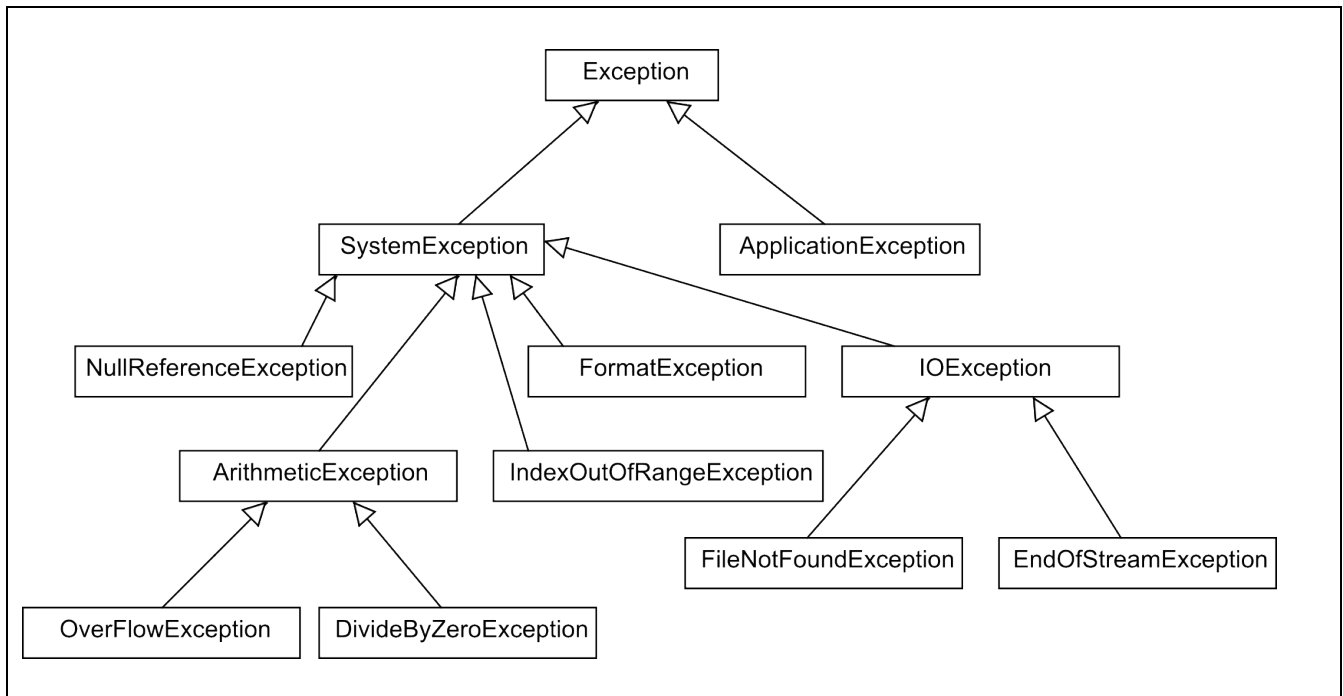 Exception
SystemException
ApplicationException
NullReferenceException
FormatException
IOException
ArithmeticException
IndexOutOfRangeException
FileNotFoundException
EndOfStreamException
OverFlowException
DivideByZeroException